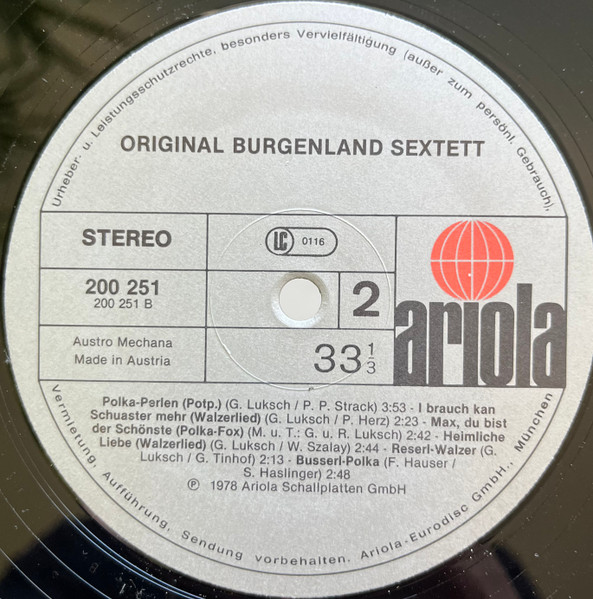 Urheber- u. Leistungsschutzrechte, besonders Vervielfältigung (außer zum persönl. Gebrauch),
ORIGINAL BURGENLAND SEXTETT
STEREO
LC 0116
200 251
200 251 B
2
ariola
Austro Mechana
Made in Austria
33 1/3
P
Polka-Perlen (Potp.) (G. Luksch / P. P. Strack) 3:53 - I brauch kan
Schuaster mehr (Walzerlied) (G. Luksch / P. Herz) 2:23 - Max, du bist
der Schönste (Polka-Fox) (M. u. T.: G. u. R. Luksch) 2:42 - Heimliche
Liebe (Walzerlied) (G. Luksch / W. Szalay) 2:44 - Reserl-Walzer (G.
Luksch / G. Tinhof) 2:13 - Busserl-Polka (F. Hauser /
S. Haslinger) 2:48
℗ 1978 Ariola Schallplatten GmbH
Vermietung, Aufführung, Sendung vorbehalten. Ariola-Eurodisc GmbH., München